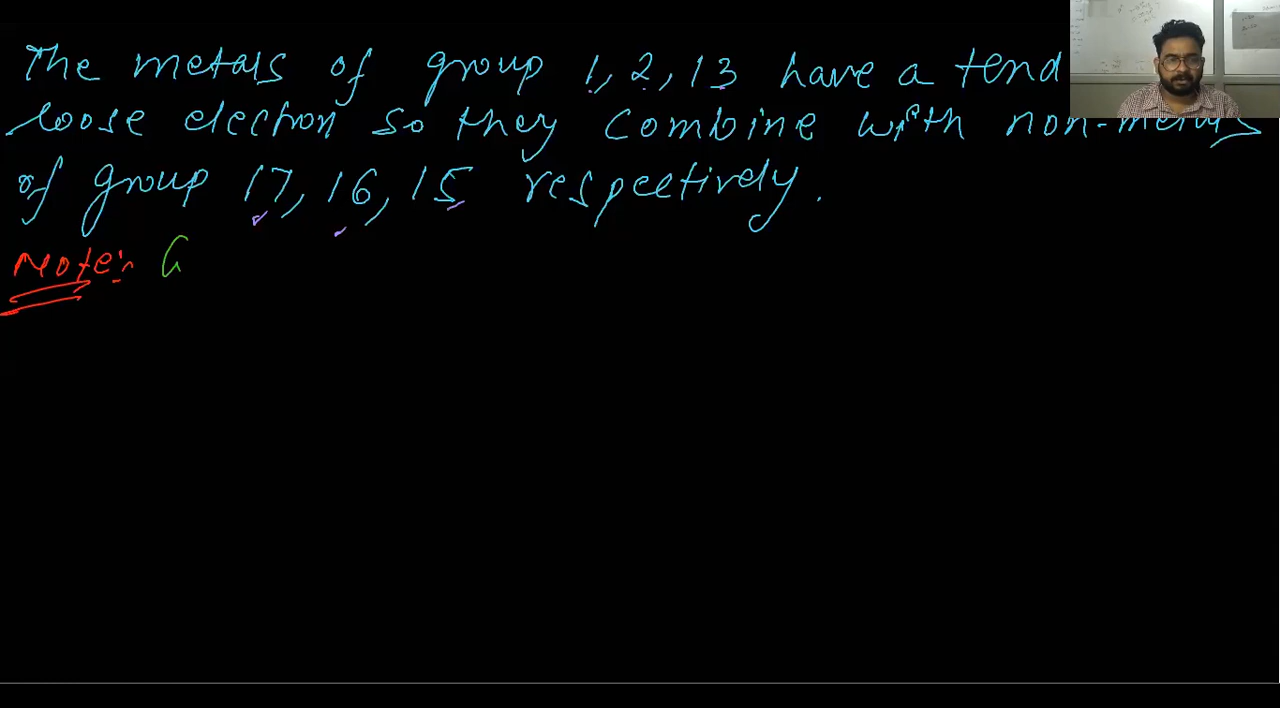 The metals of group 1, 2, 13 have a tend
loose electron so they combine with non-metals
of group 17, 16, 15 respectively.
Note:- G